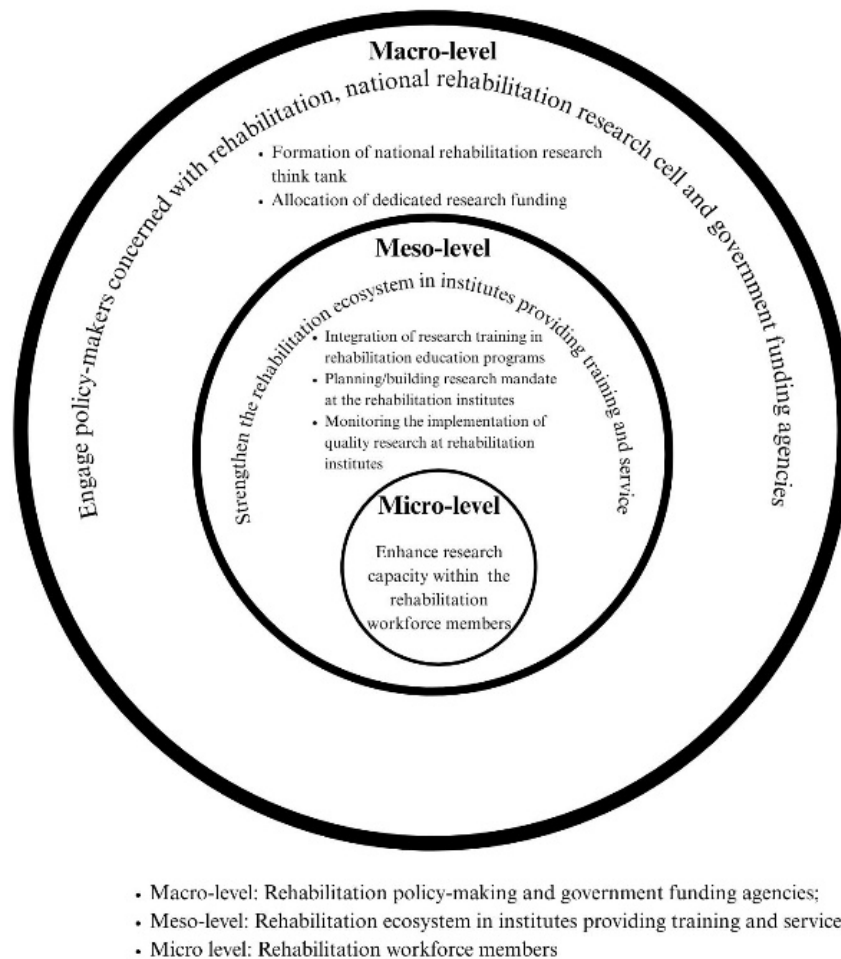 Macro-level
Engage policy-makers concerned with rehabilitation, national rehabilitation research cell and government funding agencies
• Formation of national rehabilitation research
think tank
• Allocation of dedicated research funding
Meso-level
Strengthen the rehabilitation ecosystem in institutes providing training and service
• Integration of research training in
rehabilitation education programs
• Planning/building research mandate
at the rehabilitation institutes
• Monitoring the implementation of
quality research at rehabilitation
institutes
Micro-level
Enhance research
capacity within the
rehabilitation
workforce members
• Macro-level: Rehabilitation policy-making and government funding agencies;
• Meso-level: Rehabilitation ecosystem in institutes providing training and service
• Micro level: Rehabilitation workforce members